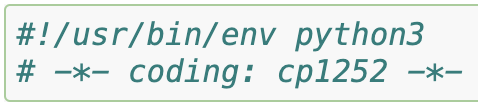 #!/usr/bin/env python3
# -*- coding: cp1252 -*-